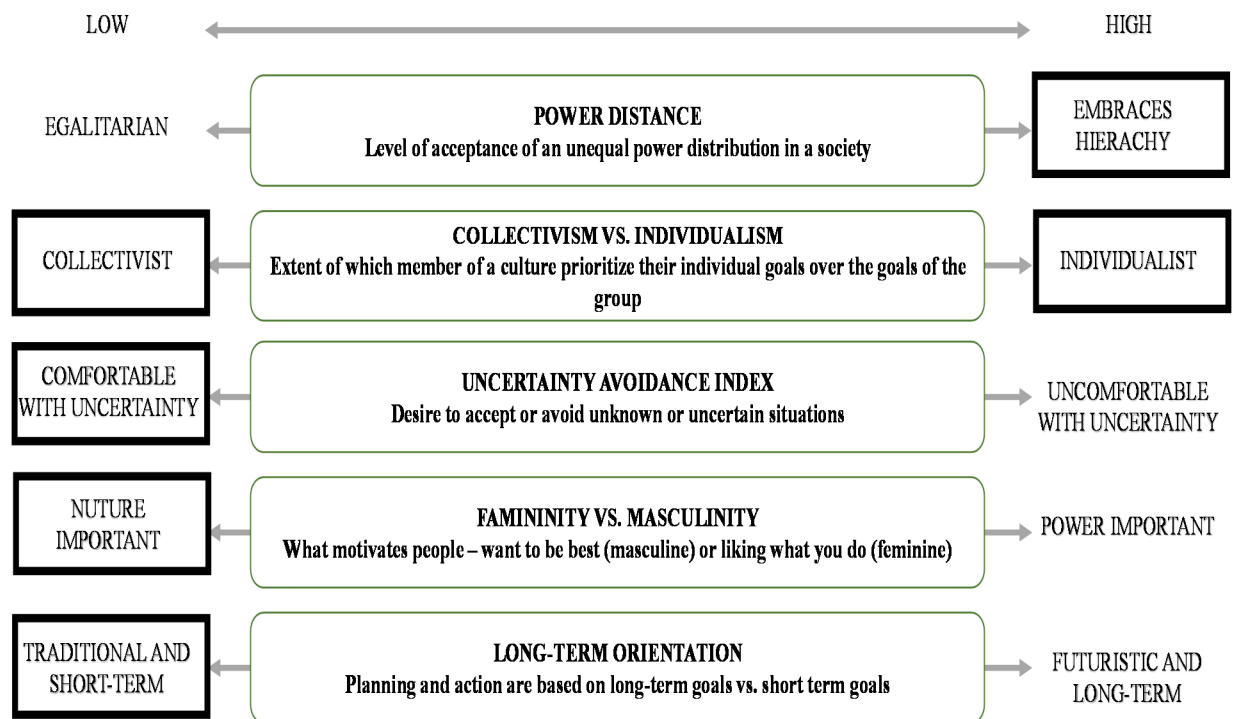 LOW
HIGH
EGALITARIAN
POWER DISTANCE
Level of acceptance of an unequal power distribution in a society
EMBRACES
HIERACHY
COLLECTIVIST
COLLECTIVISM VS. INDIVIDUALISM
Extent of which member of a culture prioritize their individual goals over the goals of the
group
INDIVIDUALIST
COMFORTABLE
WITH UNCERTAINTY
UNCERTAINTY AVOIDANCE INDEX
Desire to accept or avoid unknown or uncertain situations
UNCOMFORTABLE
WITH UNCERTAINTY
NUTURE
IMPORTANT
FAMININITY VS. MASCULINITY
What motivates people – want to be best (masculine) or liking what you do (feminine)
POWER IMPORTANT
TRADITIONAL AND
SHORT-TERM
LONG-TERM ORIENTATION
Planning and action are based on long-term goals vs. short term goals
FUTURISTIC AND
LONG-TERM